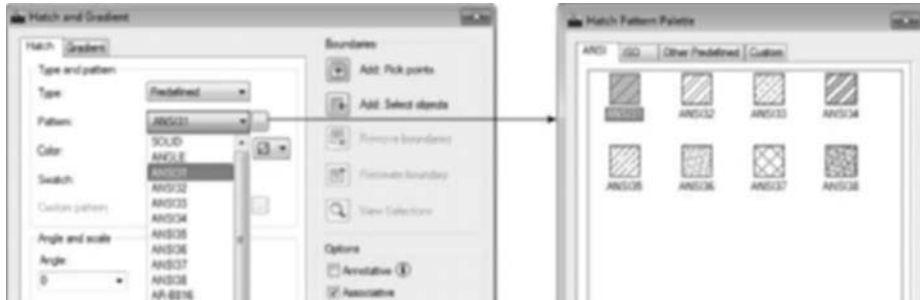 Hatch and Gradient
Hatch Gradient
Type and pattern
Type: Predefined
Pattern: ANSI31
SOLID
ANGLE
ANSI31
ANSI32
ANSI33
ANSI34
ANSI35
ANSI36
ANSI37
ANSI38
AR-B816
Color:
Swatch:
Custom pattern:
Angle and scale
Angle:
0
Boundaries
Add: Pick points
Add: Select objects
Remove boundaries
Recreate boundary
View Selections
Options
Annotative
Associative
Hatch Pattern Palette
ANSI ISO Other Predefined Custom
ANSI31 ANSI32 ANSI33 ANSI34
ANSI35 ANSI36 ANSI37 ANSI38